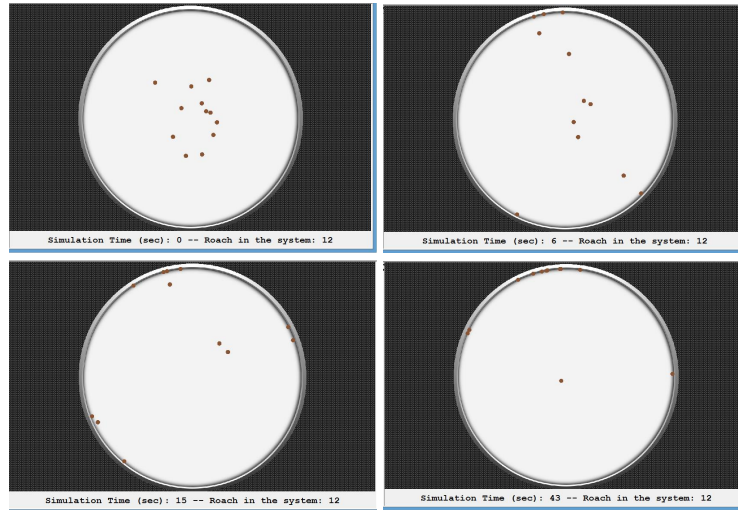 Simulation Time (sec): 0 -- Roach in the system: 12
Simulation Time (sec): 6 -- Roach in the system: 12
Simulation Time (sec): 15 -- Roach in the system: 12
Simulation Time (sec): 43 -- Roach in the system: 12